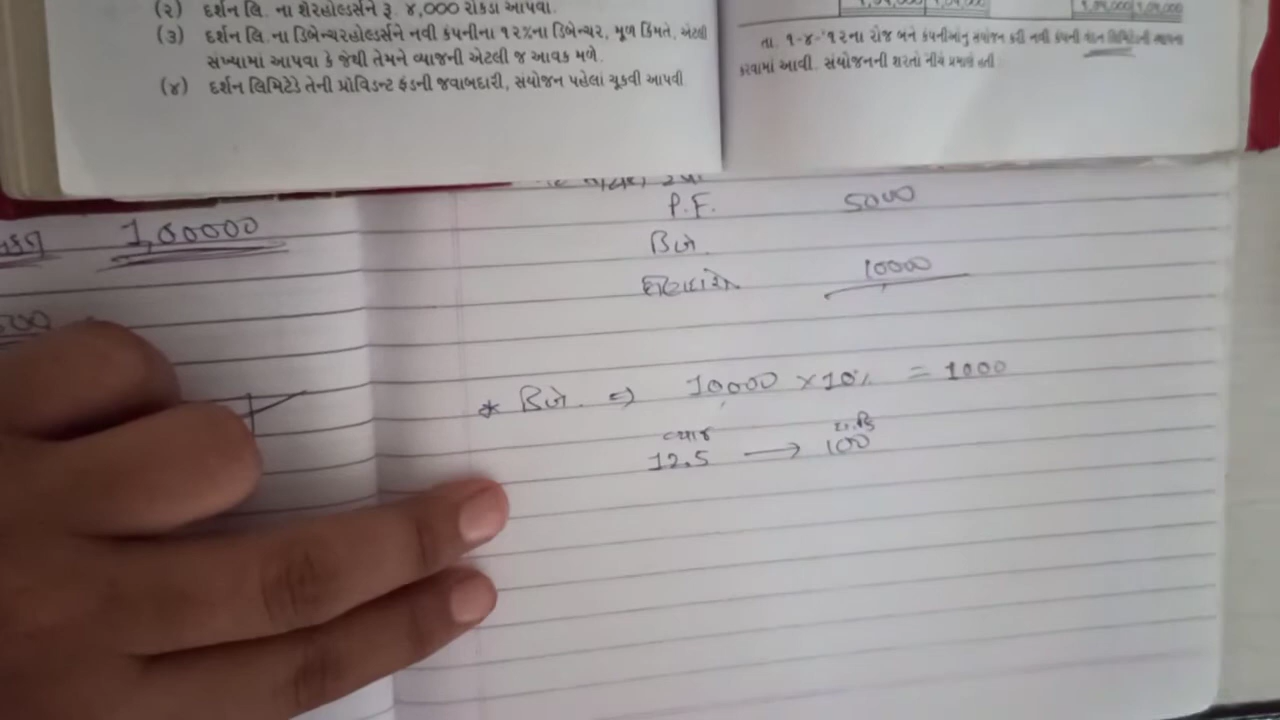 (૨) દર્શન લિ. ના શેરહોલ્ડર્સને રૂ. ૪,૦૦૦ રોકડા આપવા.
(૩) દર્શન લિ. ના ડિબેન્ચરહોલ્ડર્સને નવી કંપનીના ૧૨%ના ડિબેન્ચર, મૂળ કિંમતે, એટલી
સંખ્યામાં આપવા કે જેથી તેમને વ્યાજની એટલી જ આવક મળે.
(૪) દર્શન લિમિટેડે તેની પ્રોવિડન્ટ ફંડની જવાબદારી, સંયોજન પહેલાં ચૂકવી આપવી
તા. ૧-૪-'૧૨ના રોજ બંને કંપનીઓનું સંયોજન કરી નવી કંપની
કરવામાં આવી. સંયોજનની શરતો નીચે પ્રમાણે હતી
1,00000
P.F. 5000
ડિબે.
10000
* ડિબે. => 10,000 x 10% = 1000
વ્યાજ
12.5 → 100